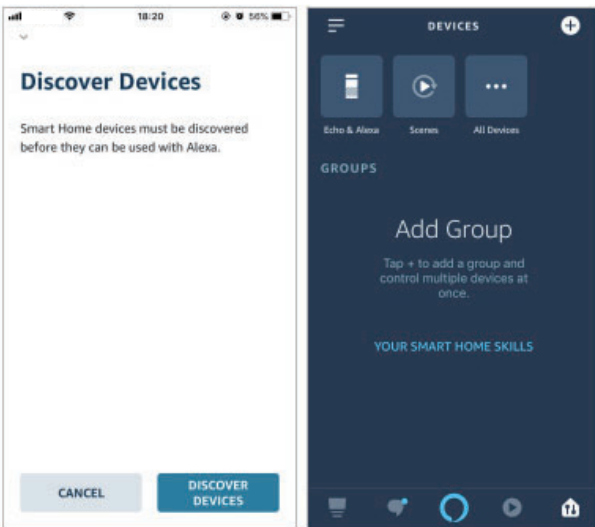 18:20
56%
Discover Devices
Smart Home devices must be discovered
before they can be used with Alexa.
CANCEL
DISCOVER
DEVICES
DEVICES
Echo & Alexa
Scenes
All Devices
GROUPS
Add Group
Tap + to add a group and
control multiple devices at
once.
YOUR SMART HOME SKILLS